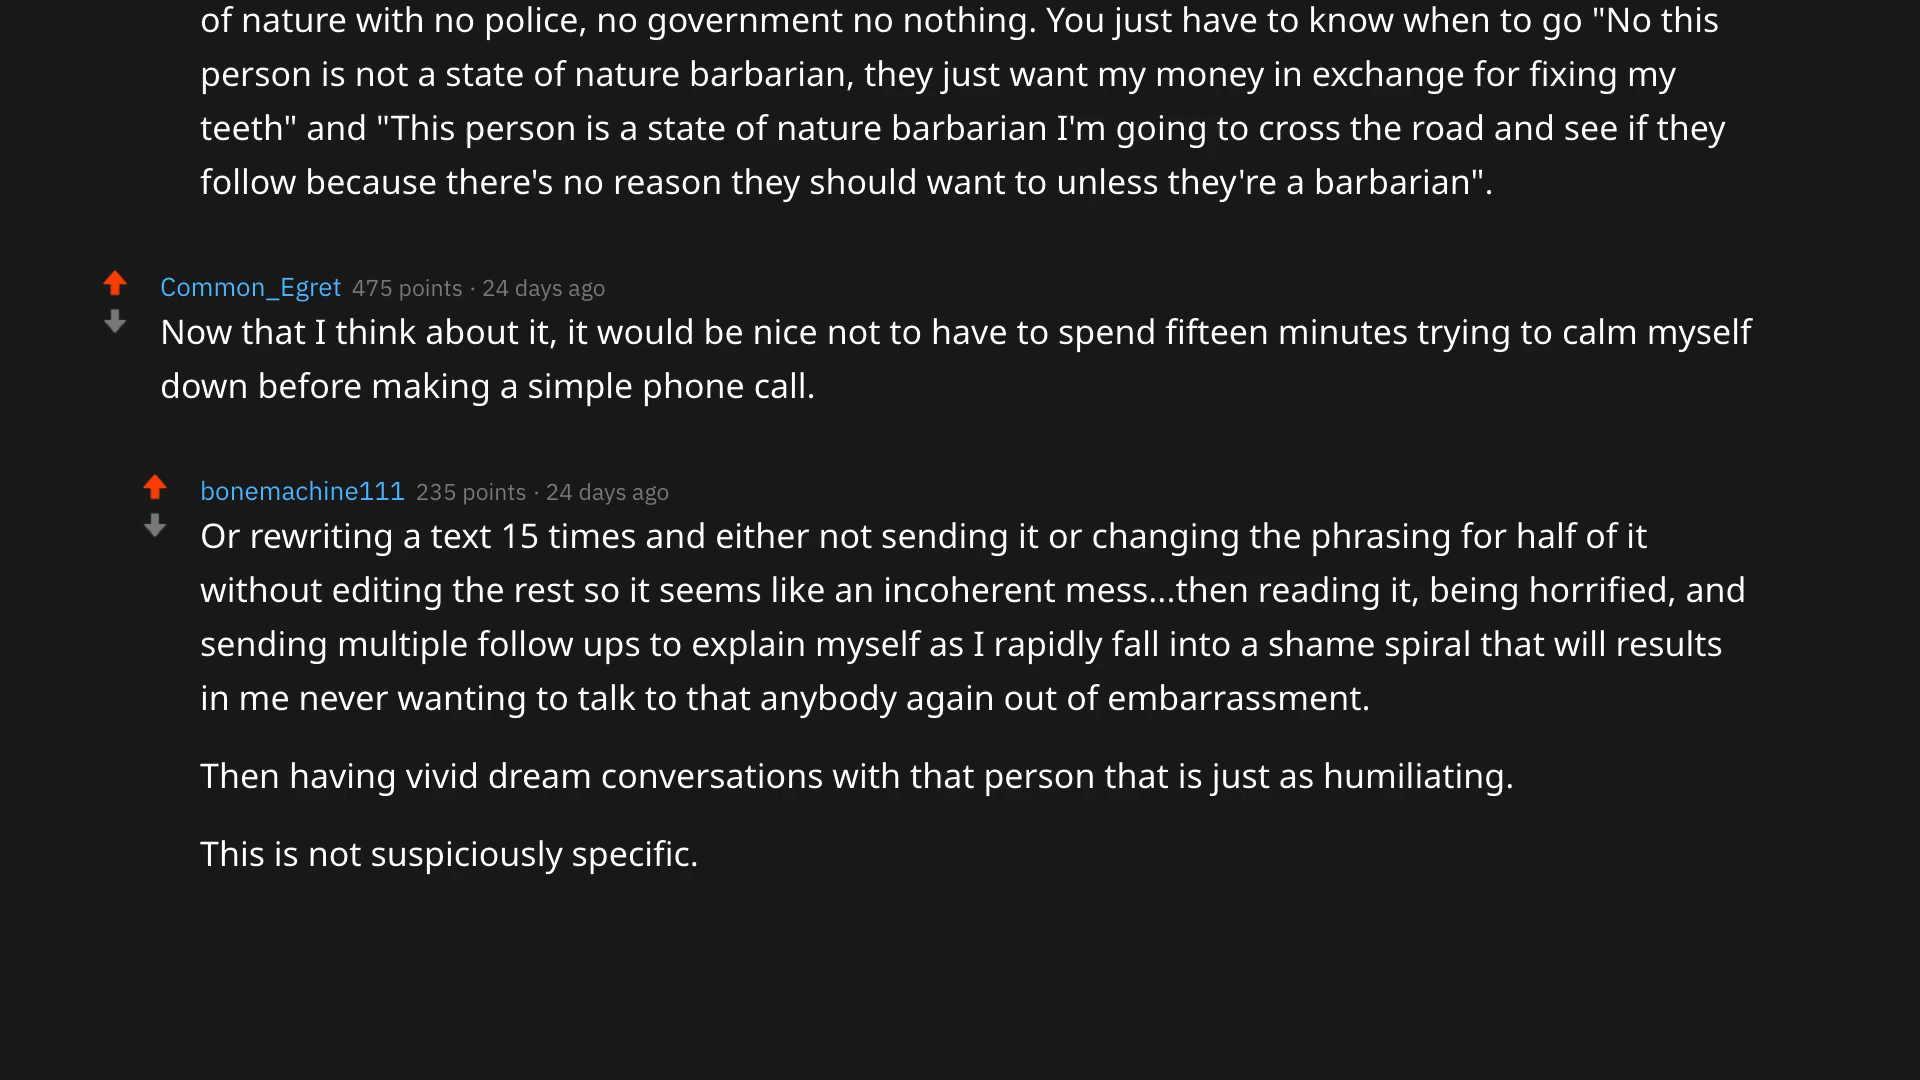 of nature with no police, no government no nothing. You just have to know when to go "No this
person is not a state of nature barbarian, they just want my money in exchange for fixing my
teeth" and "This person is a state of nature barbarian I'm going to cross the road and see if they
follow because there's no reason they should want to unless they're a barbarian".
Common_Egret 475 points · 24 days ago
Now that I think about it, it would be nice not to have to spend fifteen minutes trying to calm myself
down before making a simple phone call.
bonemachine111 235 points · 24 days ago
Or rewriting a text 15 times and either not sending it or changing the phrasing for half of it
without editing the rest so it seems like an incoherent mess...then reading it, being horrified, and
sending multiple follow ups to explain myself as I rapidly fall into a shame spiral that will results
in me never wanting to talk to that anybody again out of embarrassment.
Then having vivid dream conversations with that person that is just as humiliating.
This is not suspiciously specific.